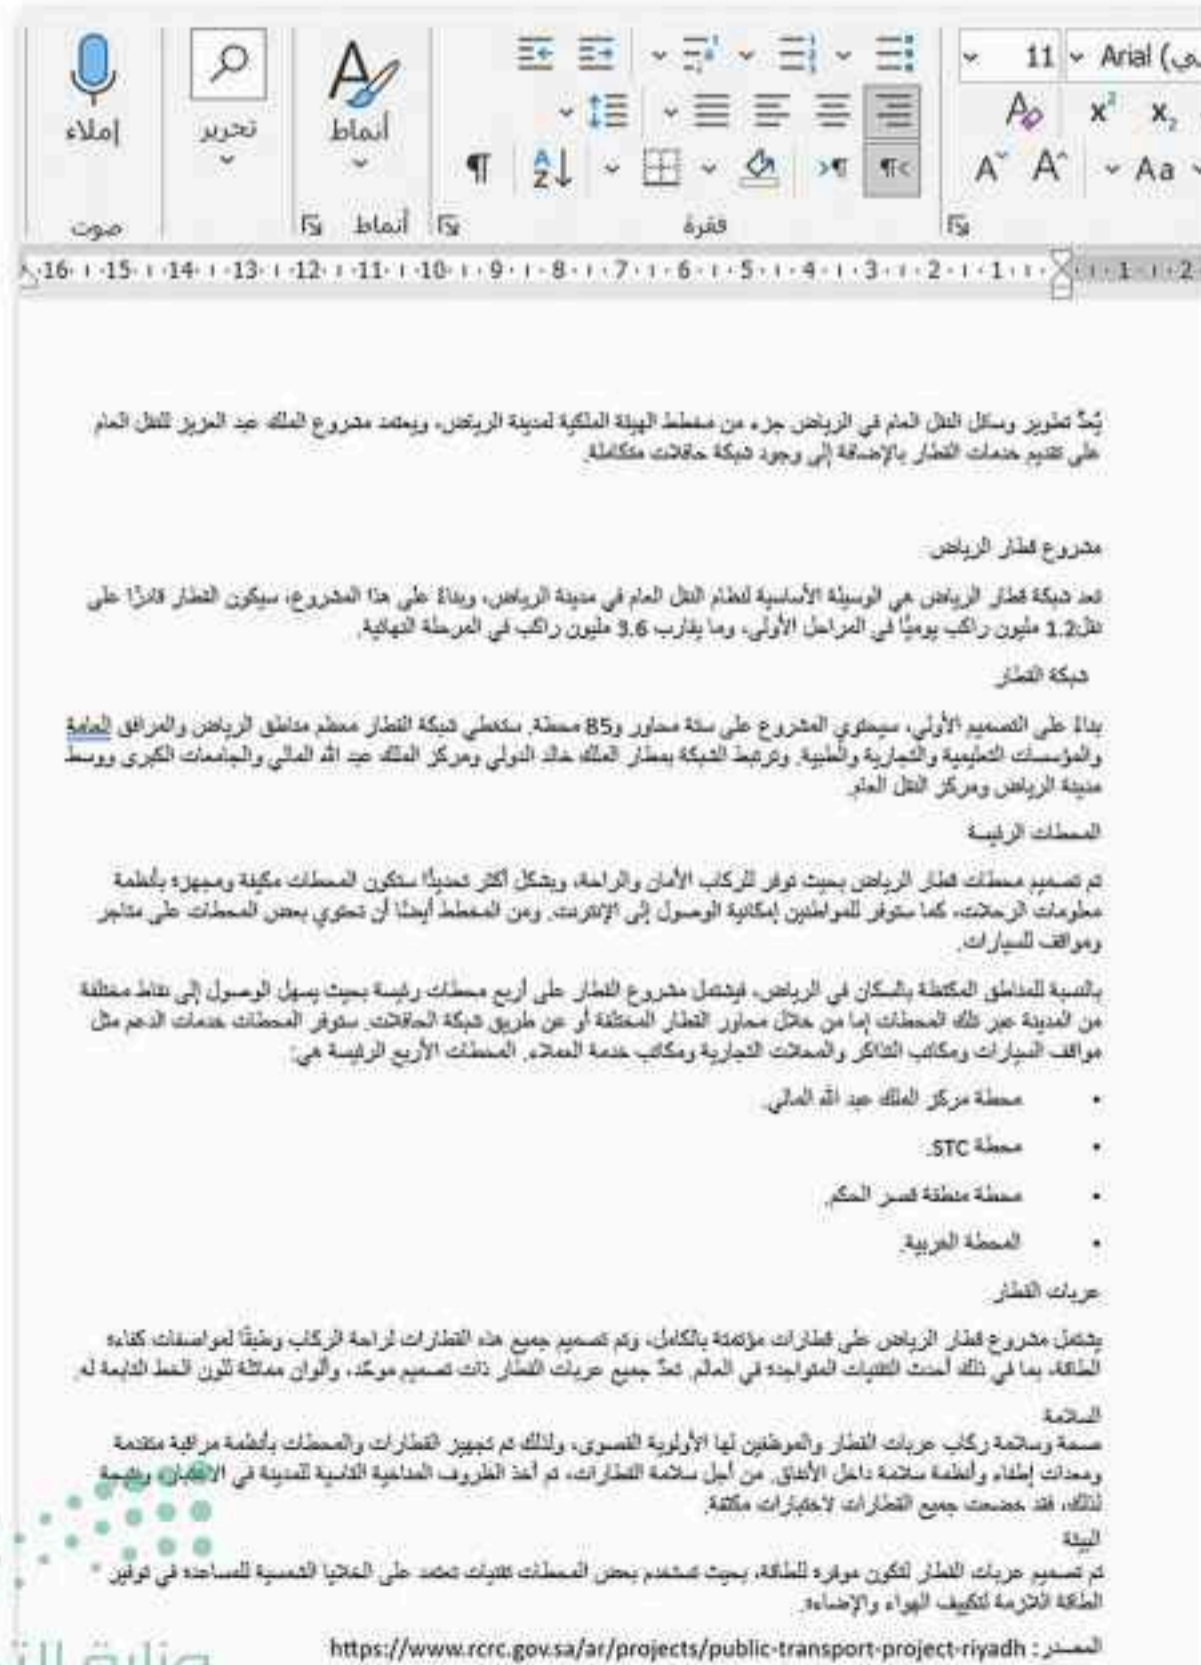 Arial (ي
11
x² x₂
Aa
أنماط
تحرير
إملاء
فقرة
أنماط
صوت
16 15 14 13 12 11 10 9 8 7 6 5 4 3 2 1 1 2
يُعدُّ تطوير وسائل النقل العام في الرياض جزء من مخطط الهيئة الملكية لمدينة الرياض، ويعتمد مشروع الملك عبد العزيز للنقل العام
على تقديم خدمات القطار بالإضافة إلى وجود شبكة حافلات متكاملة.
مشروع قطار الرياض
تعد شبكة قطار الرياض هي الوسيلة الأساسية لنظام النقل العام في مدينة الرياض، وبناءً على هذا المشروع، سيكون القطار قادرًا على
نقل1.2 مليون راكب يوميًا في المراحل الأولى، وما يقارب 3.6 مليون راكب في المرحلة النهائية.
شبكة القطار
بناءً على التصميم الأولي، سيحتوي المشروع على ستة محاور و85 محطة. ستغطي شبكة القطار معظم مناطق الرياض والمرافق العامة
والمؤسسات التعليمية والتجارية والطبية. وترتبط الشبكة بمطار الملك خالد الدولي ومركز الملك عبد الله المالي والجامعات الكبرى ووسط
مدينة الرياض ومركز النقل العام.
المحطات الرئيسة
تم تصميم محطات قطار الرياض بحيث توفر للركاب الأمان والراحة، وبشكل أكثر تحديدًا ستكون المحطات مكيفة ومجهزة بأنظمة
معلومات الرحلات، كما ستوفر للمواطنين إمكانية الوصول إلى الإنترنت. ومن المخطط أيضًا أن تحتوي بعض المحطات على متاجر
ومواقف للسيارات.
بالنسبة للمناطق المكتظة بالسكان في الرياض، فيشتمل مشروع القطار على أربع محطات رئيسة بحيث يسهل الوصول إلى نقاط مختلفة
من المدينة عبر تلك المحطات إما من خلال محاور القطار المختلفة أو عن طريق شبكة الحافلات. ستوفر المحطات خدمات الدعم مثل
مواقف السيارات ومكاتب التذاكر والمحلات التجارية ومكاتب خدمة العملاء. المحطات الأربع الرئيسة هي:
• محطة مركز الملك عبد الله المالي.
• محطة STC.
• محطة منطقة قصر الحكم.
• المحطة الغربية.
عربات القطار
يشتمل مشروع قطار الرياض على قطارات مؤتمتة بالكامل، وتم تصميم جميع هذه القطارات لراحة الركاب وطبقًا لمواصفات كفاءة
الطاقة، بما في ذلك أحدث التقنيات المتواجدة في العالم. تعدّ جميع عربات القطار ذات تصميم موحّد، وألوان مماثلة للون الخط التابعة له.
السلامة
صحة وسلامة ركاب عربات القطار والموظفين لها الأولوية القصوى، ولذلك تم تجهيز القطارات والمحطات بأنظمة مراقبة متقدمة
ومعدات إطفاء وأنظمة سلامة داخل الأنفاق. من أجل سلامة القطارات، تم أخذ الظروف المناخية القاسية للمدينة في الاعتبار، ونتيجة
لذلك، فقد خضعت جميع القطارات لاختبارات مكثفة.
البيئة
تم تصميم عربات القطار لتكون موفرة للطاقة، بحيث تستخدم بعض المحطات تقنيات تعتمد على الخلايا الشمسية للمساعدة في توفير
الطاقة اللازمة لتكييف الهواء والإضاءة.
المصدر: https://www.rcrc.gov.sa/ar/projects/public-transport-project-riyadh